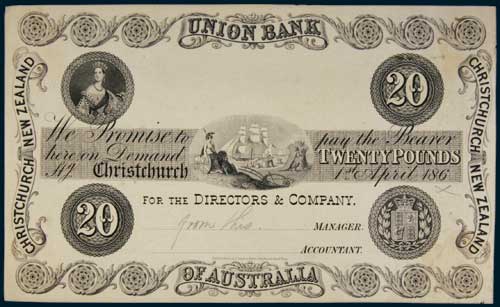 UNION BANK
CHRISTCHURCH NEW ZEALAND
CHRISTCHURCH NEW ZEALAND
20
We Promise to pay the Bearer
here on Demand TWENTY POUNDS
Christchurch 1st April 186
FOR THE DIRECTORS & COMPANY.
20
MANAGER.
ACCOUNTANT.
OF AUSTRALIA